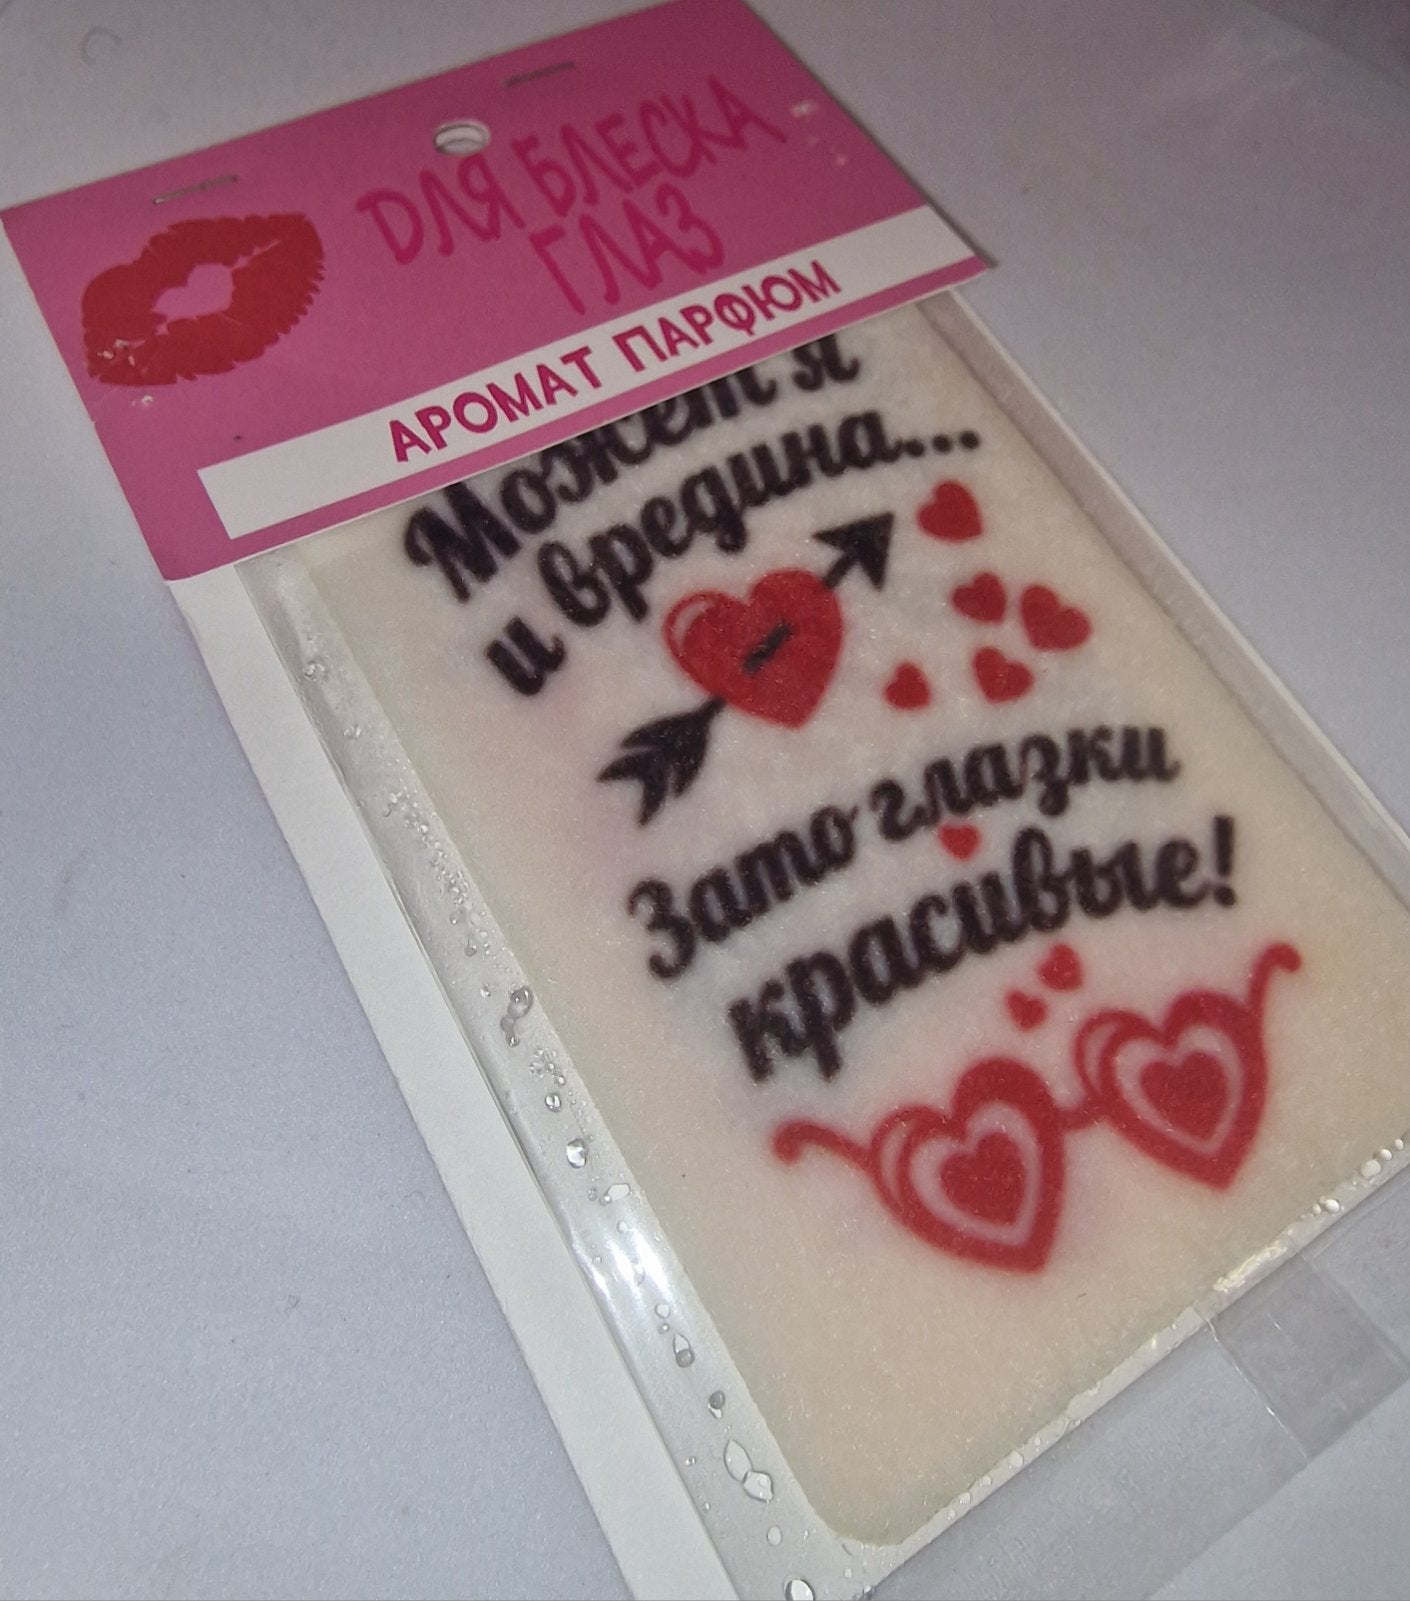 ДЛЯ БЛЕСКА
ГЛАЗ
АРОМАТ ПАРФЮМ
Может я
и вредина...
Зато глазки
красивые!